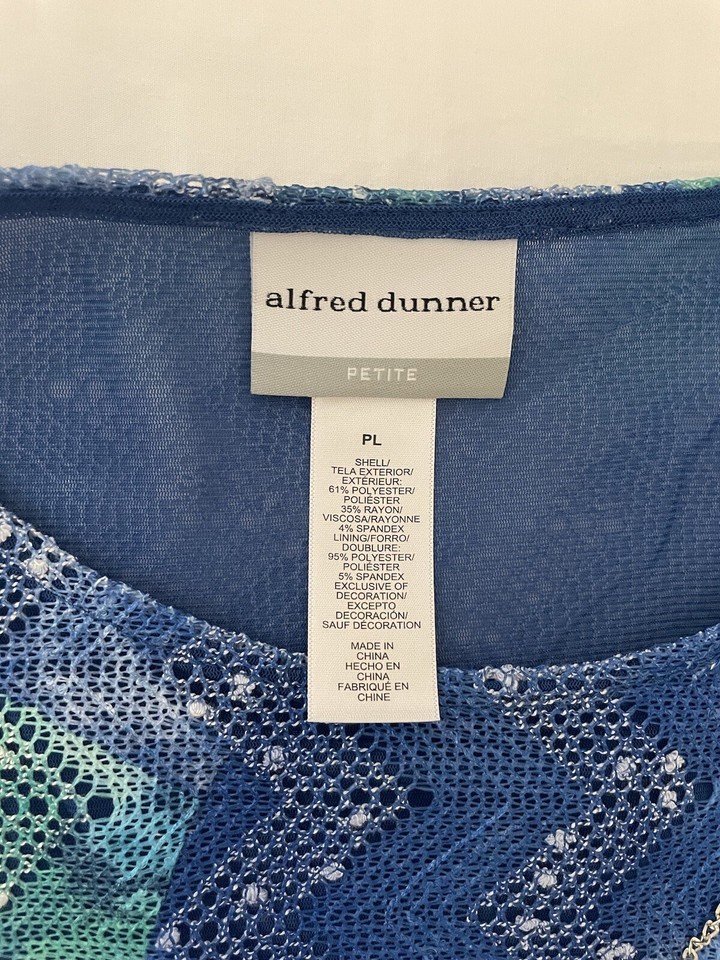 alfred dunner
PETITE
PL
SHELL/
TELA EXTERIOR/
EXTÉRIEUR:
61% POLYESTER/
POLIÉSTER
35% RAYON/
VISCOSA/RAYONNE
4% SPANDEX
LINING/FORRO/
DOUBLURE:
95% POLYESTER/
POLIÉSTER
5% SPANDEX
EXCLUSIVE OF
DECORATION/
EXCEPTO
DECORACIÓN/
SAUF DÉCORATION
MADE IN
CHINA
HECHO EN
CHINA
FABRIQUÉ EN
CHINE